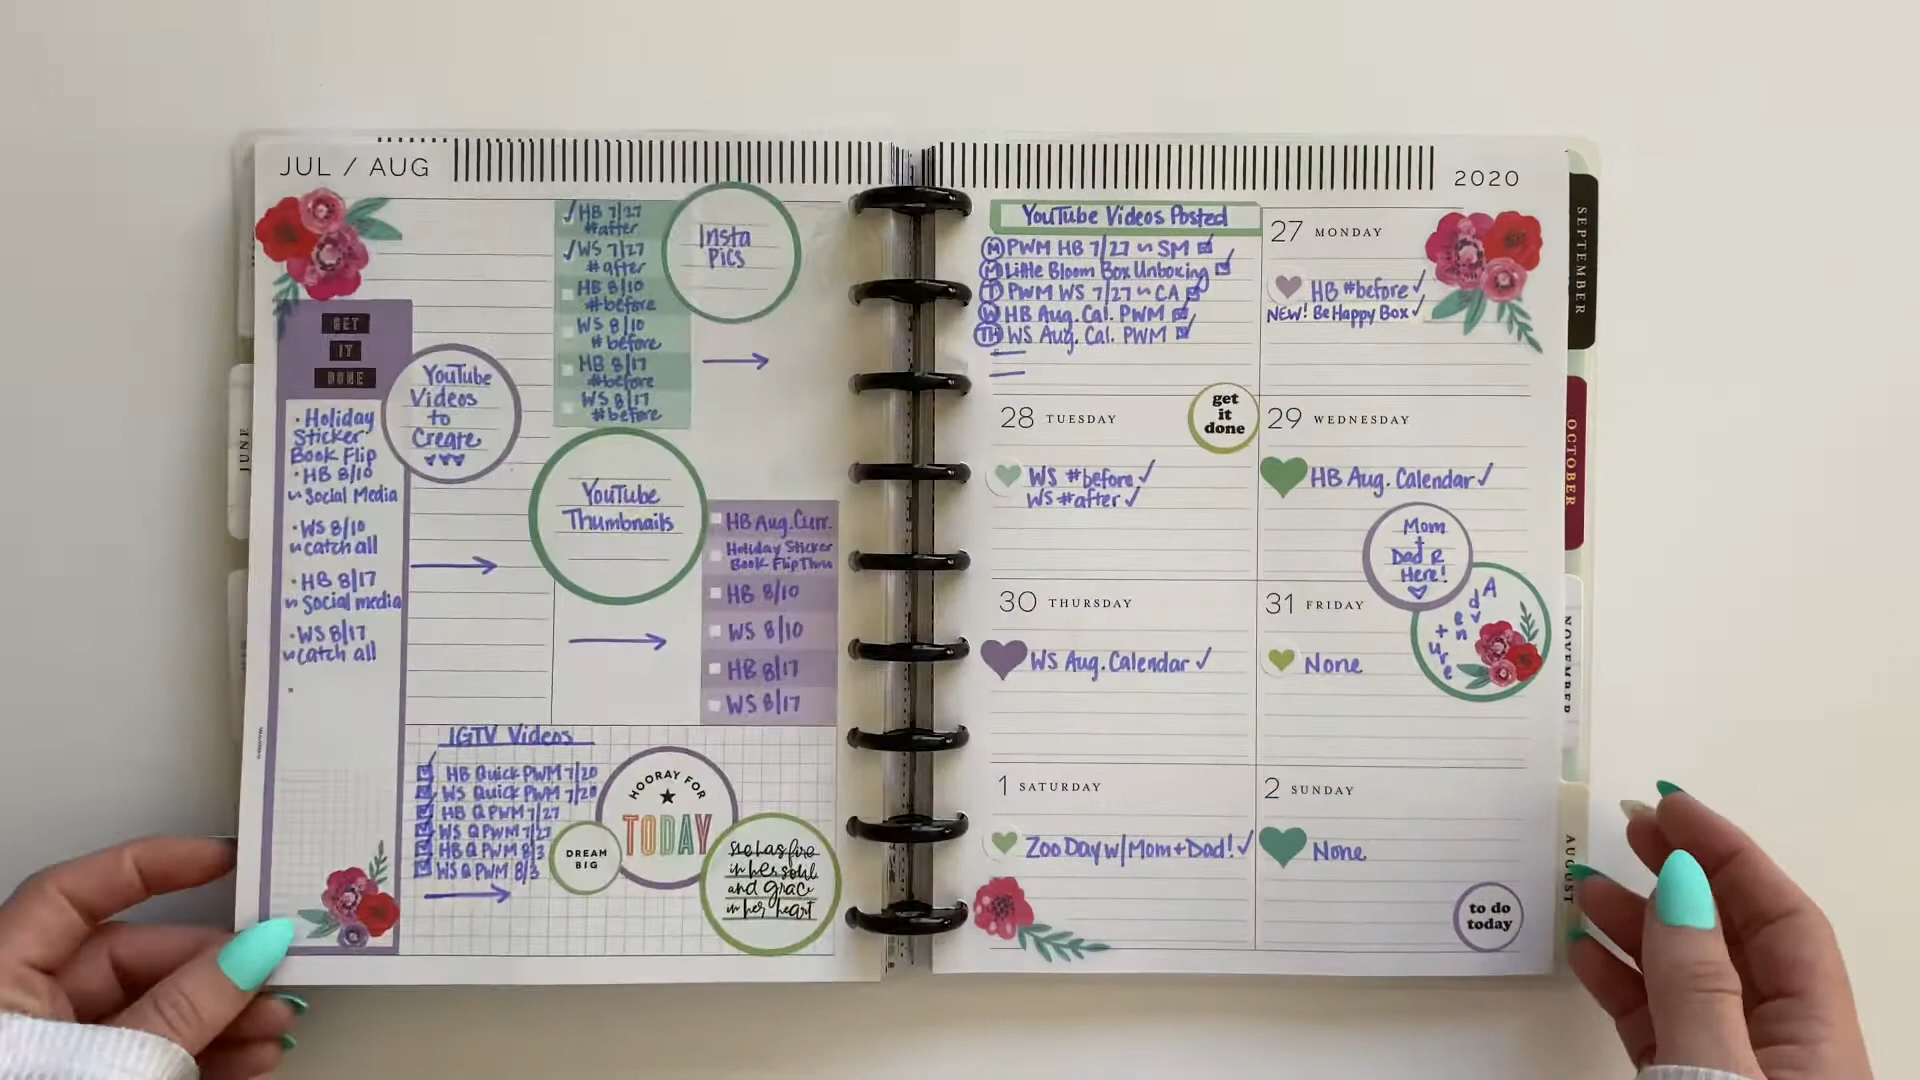 JUL / AUG
GET
IT
DONE
• Holiday
Sticker
Book Flip
• HB 8/10
Social Media
• WS 8/10
catch all
• HB 8/17
Social media
• WS 8/17
catch all
YouTube
Videos
to
Create
✓HB 7/27
#after
✓WS 7/27
#after
HB 8/10
#before
WS 8/10
#before
HB 8/17
#before
WS 8/17
#before
Insta
Pics
YouTube
Thumbnails
HB Aug. Curr.
Holiday Sticker
Book Flip Thru
HB 8/10
WS 8/10
HB 8/17
WS 8/17
IGTV Videos
HB Quick PWM 7/20
WS Quick PWM 7/20
HB Q PWM 7/27
WS Q PWM 7/27
HB Q PWM 8/3
WS Q PWM 8/3
DREAM
BIG
HOORAY FOR
TODAY
she has fire
in her soul
and grace
in her heart
2020
YouTube Videos Posted
M PWM HB 7/27 ~ SM
M Little Bloom Box Unboxing
T PWM WS 7/27 ~ CA
W HB Aug. Cal. PWM
TH WS Aug. Cal. PWM
27 MONDAY
HB #before ✓
NEW! Be Happy Box ✓
28 TUESDAY
get
it
done
WS #before ✓
WS #after ✓
29 WEDNESDAY
HB Aug. Calendar ✓
Mom
+
Dad R
Here!
30 THURSDAY
WS Aug. Calendar ✓
31 FRIDAY
None
Adventure
1 SATURDAY
Zoo Day w/ Mom + Dad! ✓
2 SUNDAY
None
to do
today
JUNE
SEPTEMBER
OCTOBER
NOVEMBER
AUGUST